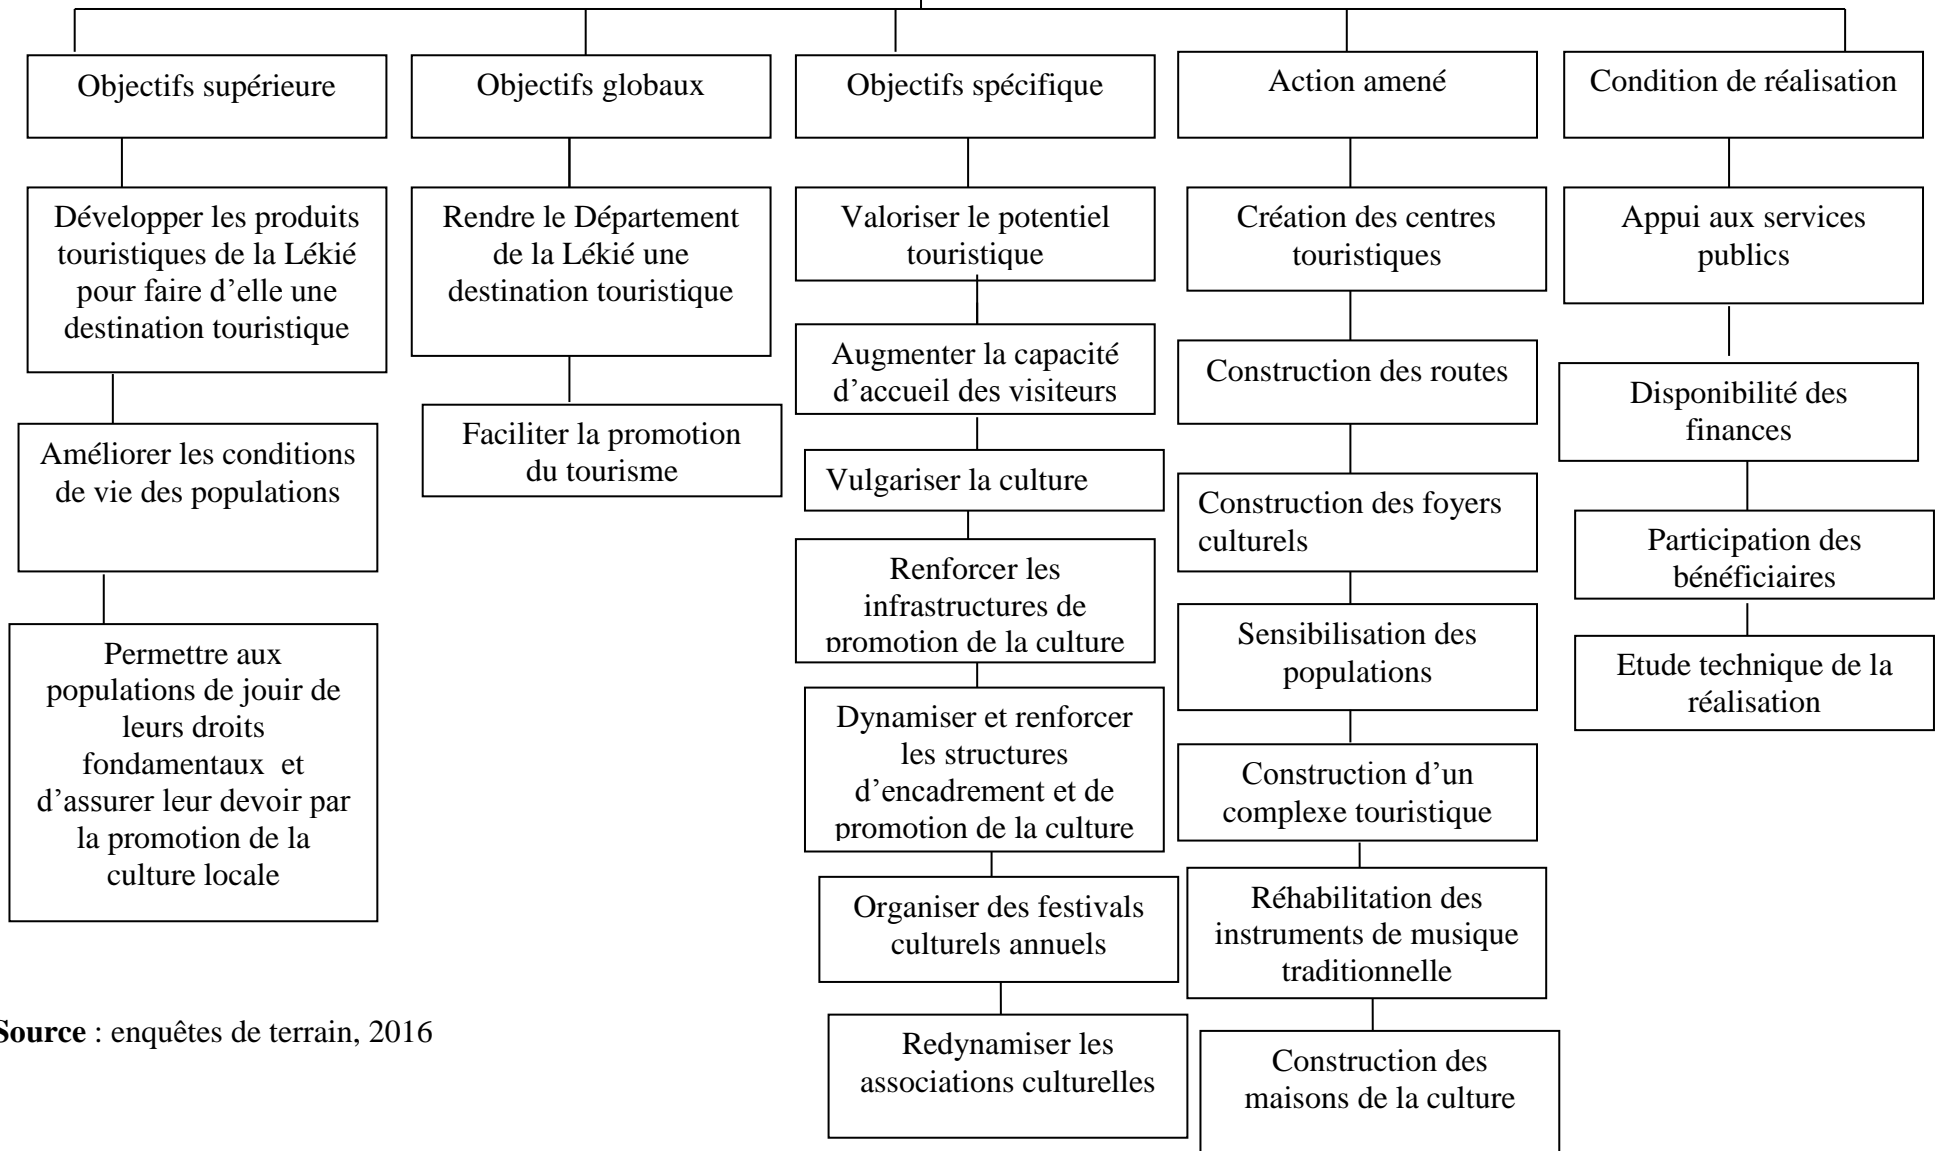 Objectifs supérieure
Développer les produits
touristiques de la Lékié
pour faire d’elle une
destination touristique
Améliorer les conditions
de vie des populations
Permettre aux
populations de jouir de
leurs droits
fondamentaux  et
d’assurer leur devoir par
la promotion de la
culture locale
Objectifs globaux
Rendre le Département
de la Lékié une
destination touristique
Faciliter la promotion
du tourisme
Objectifs spécifique
Valoriser le potentiel
touristique
Augmenter la capacité
d’accueil des visiteurs
Vulgariser la culture
Renforcer les
infrastructures de
promotion de la culture
Dynamiser et renforcer
les structures
d’encadrement et de
promotion de la culture
Organiser des festivals
culturels annuels
Redynamiser les
associations culturelles
Action amené
Création des centres
touristiques
Construction des routes
Construction des foyers
culturels
Sensibilisation des
populations
Construction d’un
complexe touristique
Réhabilitation des
instruments de musique
traditionnelle
Construction des
maisons de la culture
Condition de réalisation
Appui aux services
publics
Disponibilité des
finances
Participation des
bénéficiaires
Etude technique de la
réalisation
Source : enquêtes de terrain, 2016